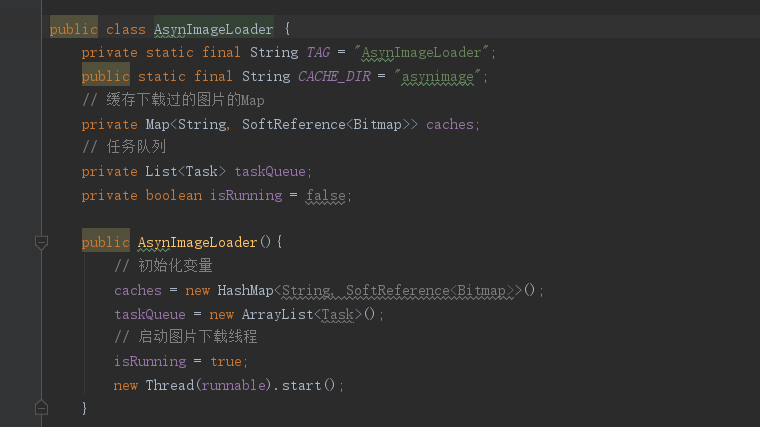 public class AsynImageLoader {
private static final String TAG = "AsynImageLoader";
public static final String CACHE_DIR = "asynimage";
// 缓存下载过的图片的Map
private Map<String, SoftReference<Bitmap>> caches;
// 任务队列
private List<Task> taskQueue;
private boolean isRunning = false;
public AsynImageLoader(){
// 初始化变量
caches = new HashMap<String, SoftReference<Bitmap>>();
taskQueue = new ArrayList<Task>();
// 启动图片下载线程
isRunning = true;
new Thread(runnable).start();
}